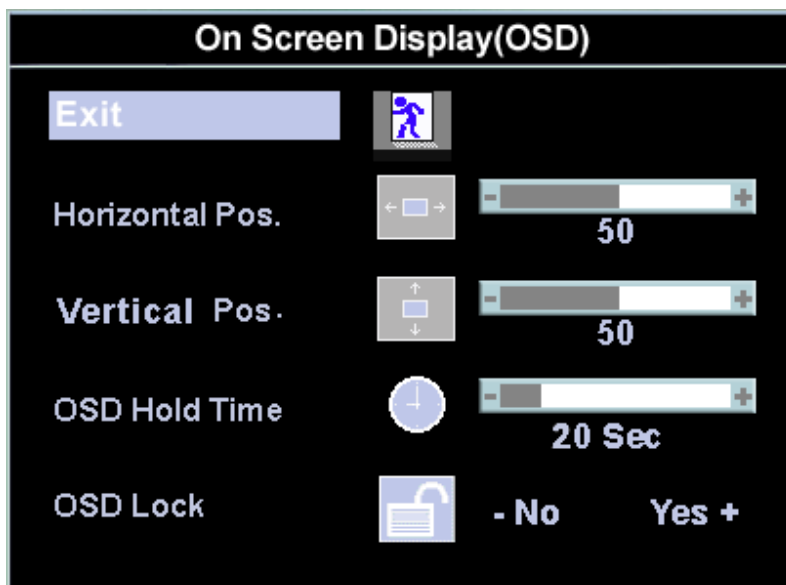 On Screen Display(OSD)
Exit
Horizontal Pos. - +
50
Vertical Pos. - +
50
OSD Hold Time - +
20 Sec
OSD Lock - No Yes +